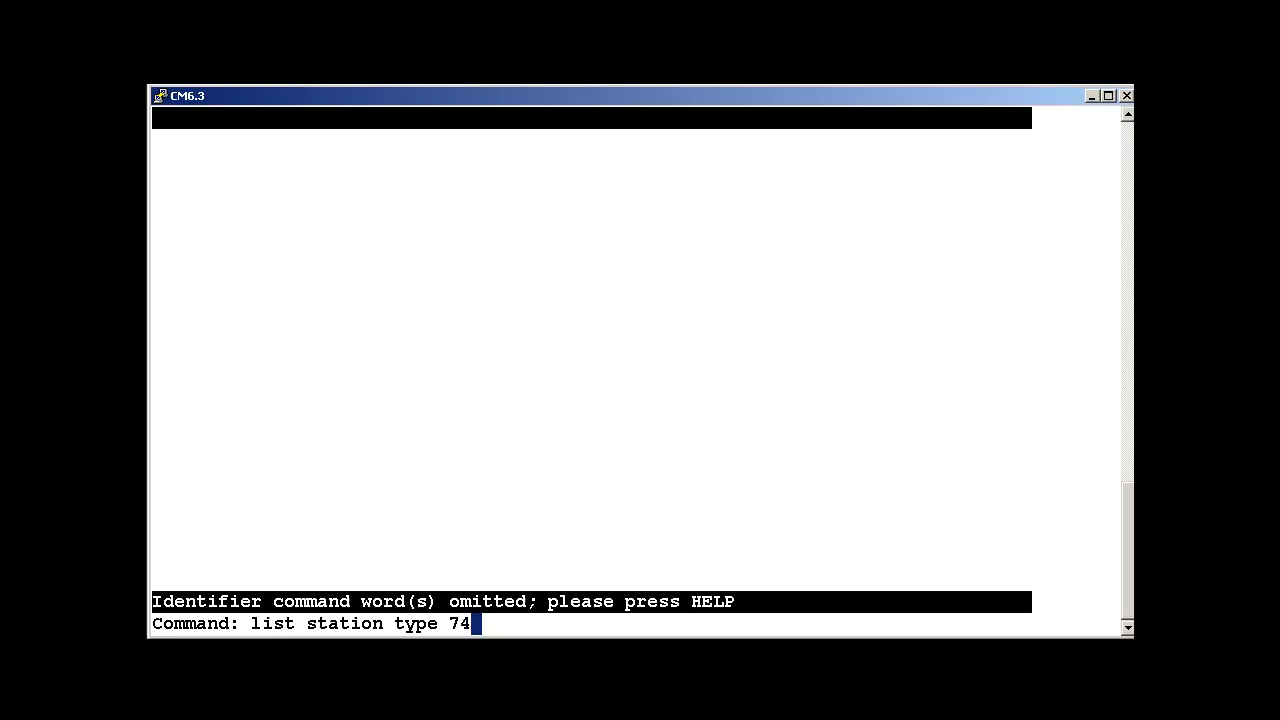 CM6.3
Identifier command word(s) omitted; please press HELP
Command: list station type 74